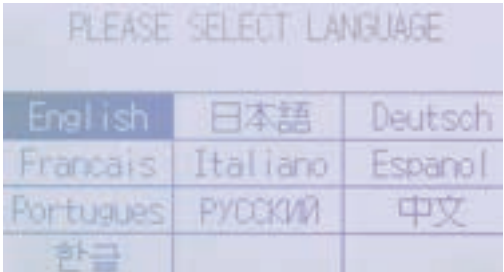 PLEASE SELECT LANGUAGE
English 日本語 Deutsch
Francais Italiano Espanol
Portugues РУССКИЙ 中文
한글